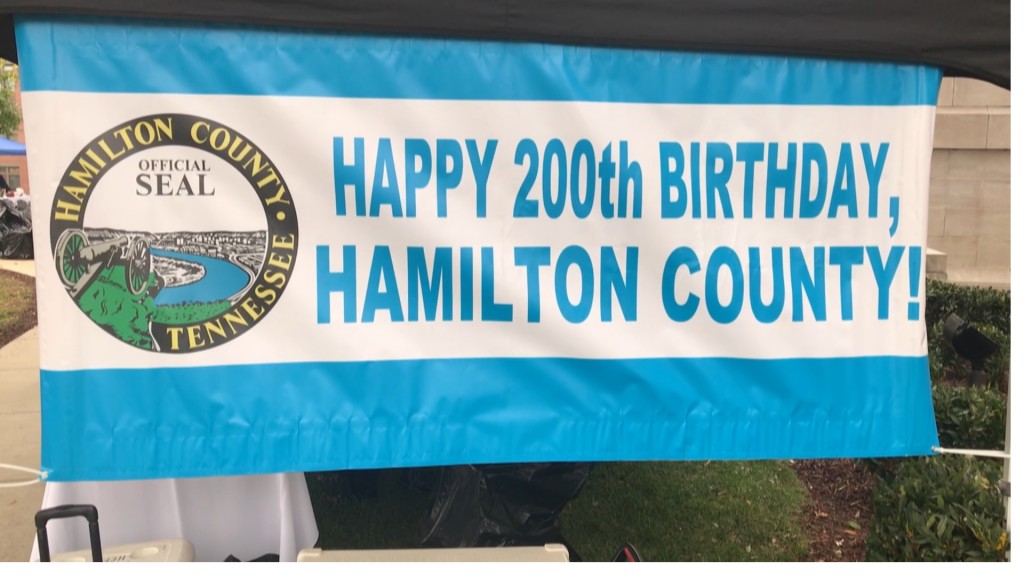 HAMILTON COUNTY • TENNESSEE
OFFICIAL
SEAL
HAPPY 200th BIRTHDAY,
HAMILTON COUNTY!